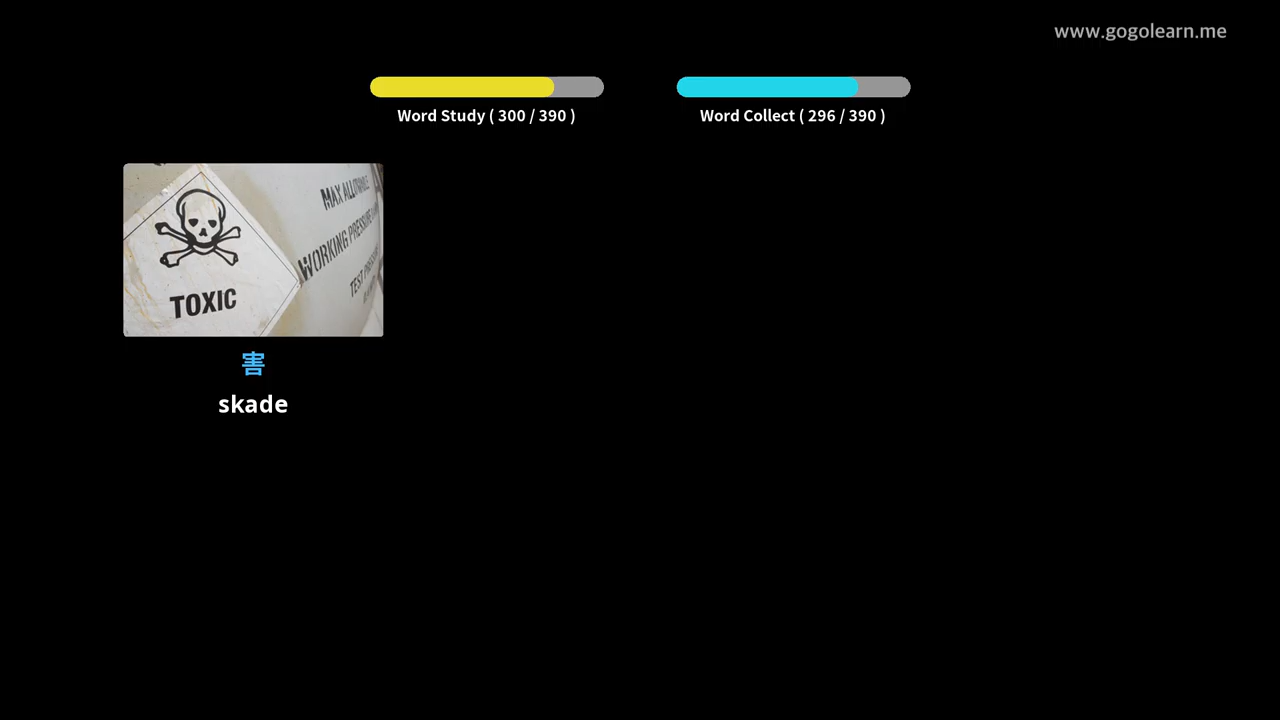 www.gogolearn.me
Word Study ( 300 / 390 )
Word Collect ( 296 / 390 )
MAX ALLOWABLE
WORKING PRESSURE
TEST
TOXIC
害
skade